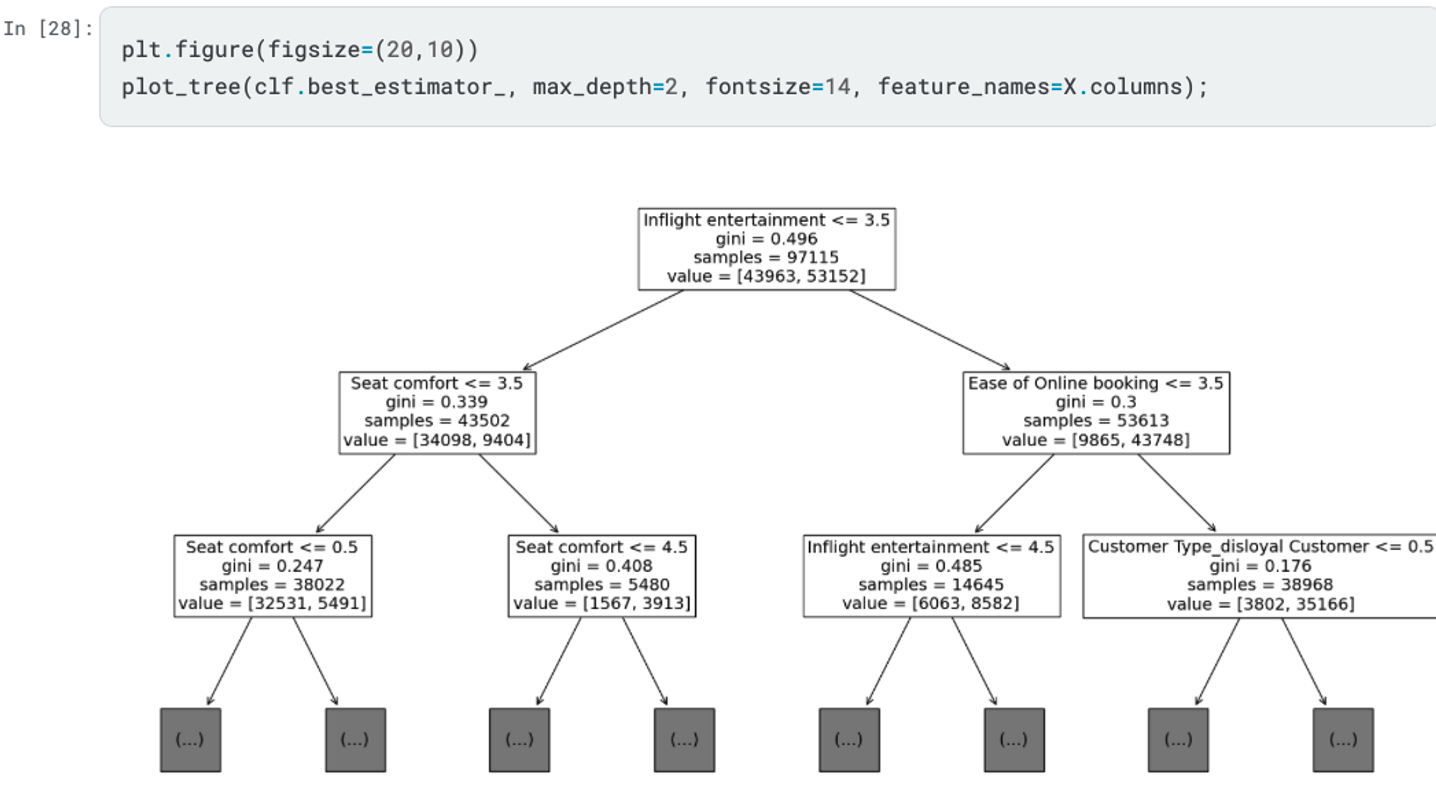 In [28]:
plt.figure(figsize=(20,10))
plot_tree(clf.best_estimator_, max_depth=2, fontsize=14, feature_names=X.columns);
Inflight entertainment <= 3.5
gini = 0.496
samples = 97115
value = [43963, 53152]
Seat comfort <= 3.5
gini = 0.339
samples = 43502
value = [34098, 9404]
Ease of Online booking <= 3.5
gini = 0.3
samples = 53613
value = [9865, 43748]
Seat comfort <= 0.5
gini = 0.247
samples = 38022
value = [32531, 5491]
Seat comfort <= 4.5
gini = 0.408
samples = 5480
value = [1567, 3913]
Inflight entertainment <= 4.5
gini = 0.485
samples = 14645
value = [6063, 8582]
Customer Type_disloyal Customer <= 0.5
gini = 0.176
samples = 38968
value = [3802, 35166]
(...)
(...)
(...)
(...)
(...)
(...)
(...)
(...)